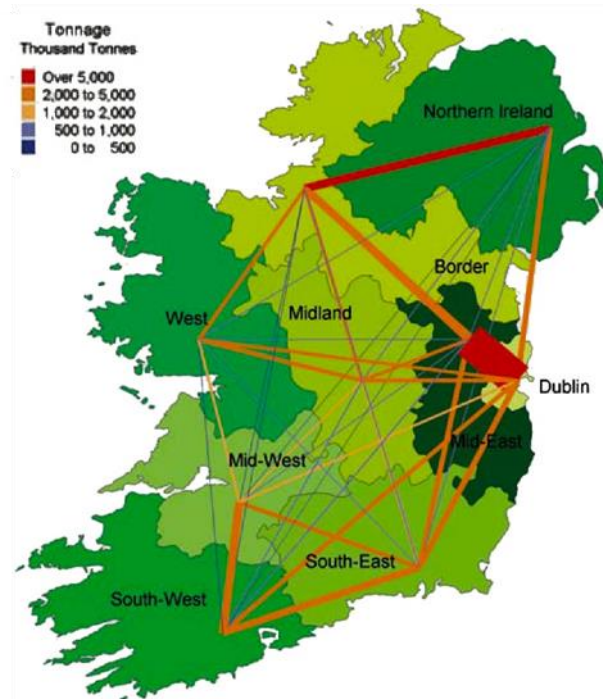 Tonnage
Thousand Tonnes
Over 5,000
2,000 to 5,000
1,000 to 2,000
500 to 1,000
0 to 500
Northern Ireland
Border
West
Midland
Dublin
Mid-East
Mid-West
South-East
South-West